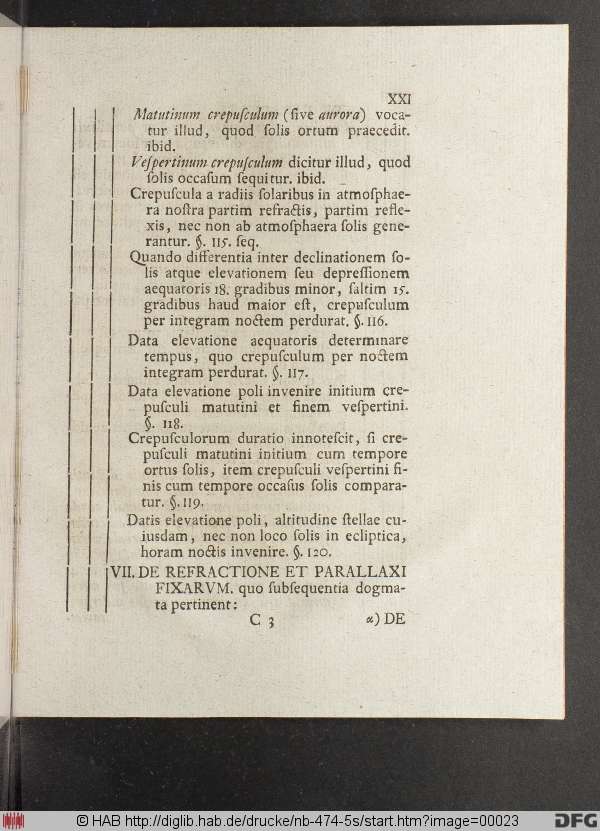 XXI
Matutinum crepuſculum (ſive aurora) voca-
tur illud, quod ſolis ortum praecedit.
ibid.
Veſpertinum crepuſculum dicitur illud, quod
ſolis occaſum ſequitur. ibid.
Crepuſcula a radiis ſolaribus in atmoſphae-
ra noſtra partim refractis, partim refle-
xis, nec non ab atmoſphaera ſolis gene-
rantur. §. 115. ſeq.
Quando differentia inter declinationem ſo-
lis atque elevationem ſeu depreſſionem
aequatoris 18. gradibus minor, ſaltim 15.
gradibus haud maior eſt, crepuſculum
per integram noctem perdurat. §. 116.
Data elevatione aequatoris determinare
tempus, quo crepuſculum per noctem
integram perdurat. §. 117.
Data elevatione poli invenire initium cre-
puſculi matutini et finem veſpertini.
§. 118.
Crepuſculorum duratio innoteſcit, ſi cre-
puſculi matutini initium cum tempore
ortus ſolis, item crepuſculi veſpertini fi-
nis cum tempore occaſus ſolis compara-
tur. §. 119.
Datis elevatione poli, altitudine ſtellae cu-
iusdam, nec non loco ſolis in ecliptica,
horam noctis invenire. §. 120.
VII. DE REFRACTIONE ET PARALLAXI
FIXARVM. quo ſubſequentia dogma-
ta pertinent:
C 3 α) DE
© HAB http://diglib.hab.de/drucke/nb-474-5s/start.htm?image=00023
DFG